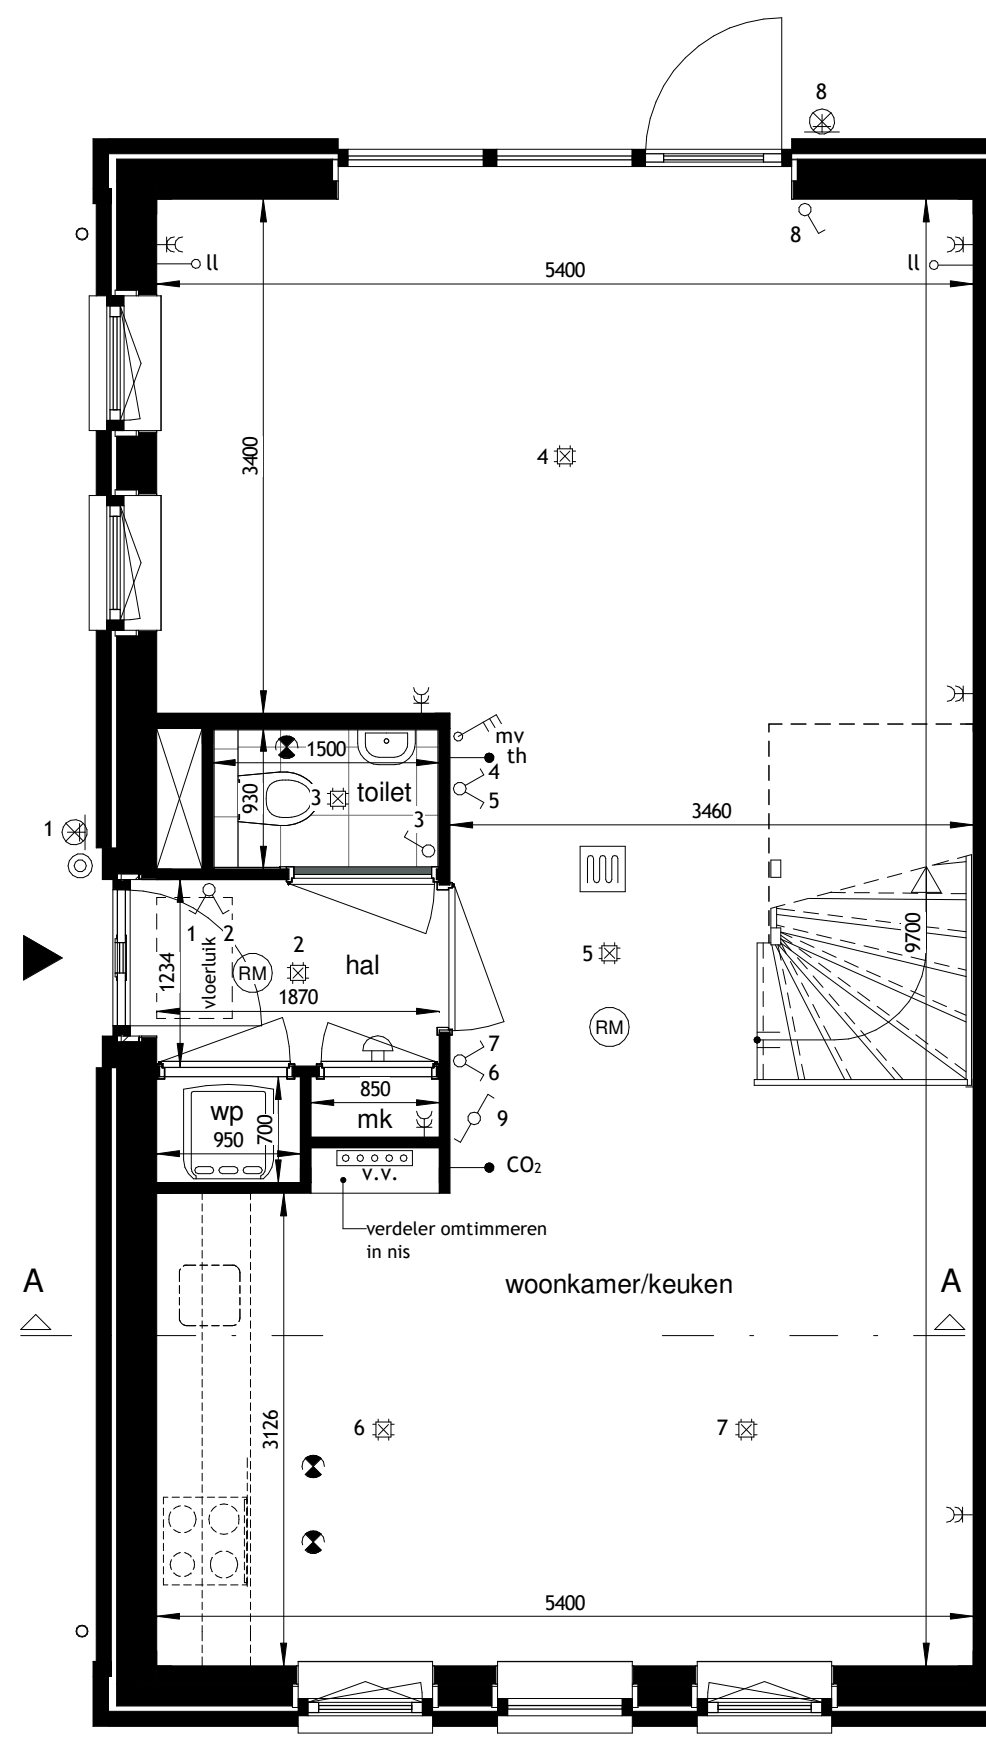 8
8
ll
ll
5400
3400
4
mv
th
1500
4
930
3
toilet
5
3
3460
1
1
2
2
9700
vloerluik
RM
hal
5
1234
1870
RM
7
850
6
wp
700
mk
9
950
v.v.
CO₂
verdeler omtimmeren
in nis
A
woonkamer/keuken
A
3126
6
7
5400